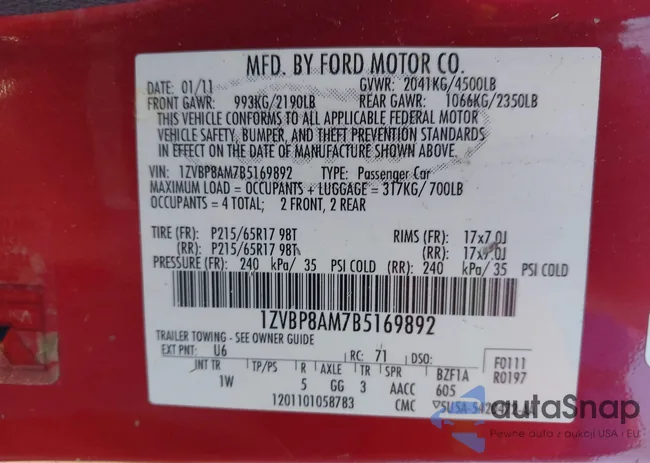 MFD. BY FORD MOTOR CO.
DATE: 01/11 GVWR: 2041KG/4500LB
FRONT GAWR: 993KG/2190LB REAR GAWR: 1066KG/2350LB
THIS VEHICLE CONFORMS TO ALL APPLICABLE FEDERAL MOTOR
VEHICLE SAFETY, BUMPER, AND THEFT PREVENTION STANDARDS
IN EFFECT ON THE DATE OF MANUFACTURE SHOWN ABOVE.
VIN: 1ZVBP8AM7B5169892 TYPE: Passenger Car
MAXIMUM LOAD = OCCUPANTS + LUGGAGE = 317KG/700LB
OCCUPANTS = 4 TOTAL; 2 FRONT, 2 REAR
TIRE (FR): P215/65R17 98T RIMS (FR): 17x7.0J
(RR): P215/65R17 98T (RR): 17x7.0J
PRESSURE (FR): 240 kPa/ 35 PSI COLD (RR): 240 kPa/ 35 PSI COLD
1ZVBP8AM7B5169892
TRAILER TOWING - SEE OWNER GUIDE
EXT PNT: U6 RC: 71 DSO: F0111
INT TR TP/PS R AXLE TR SPR BZF1A R0197
1W 5 GG 3 AACC 605
1201101058783 CMC
autoSnap
Pewne auto z aukcji USA i EU